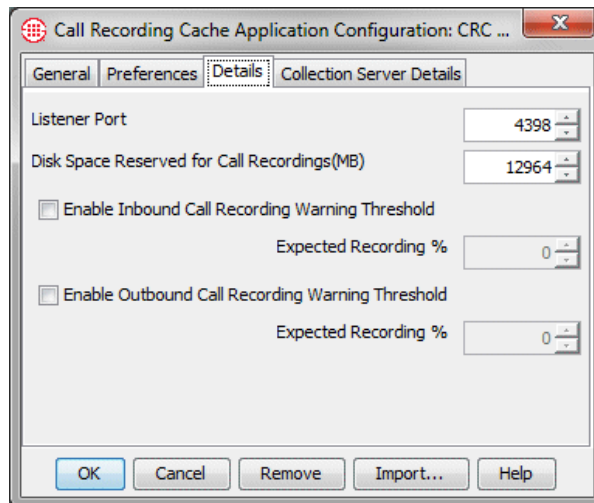 Call Recording Cache Application Configuration: CRC ...
General Preferences Details Collection Server Details
Listener Port 4398
Disk Space Reserved for Call Recordings(MB) 12964
Enable Inbound Call Recording Warning Threshold
Expected Recording % 0
Enable Outbound Call Recording Warning Threshold
Expected Recording % 0
OK Cancel Remove Import... Help